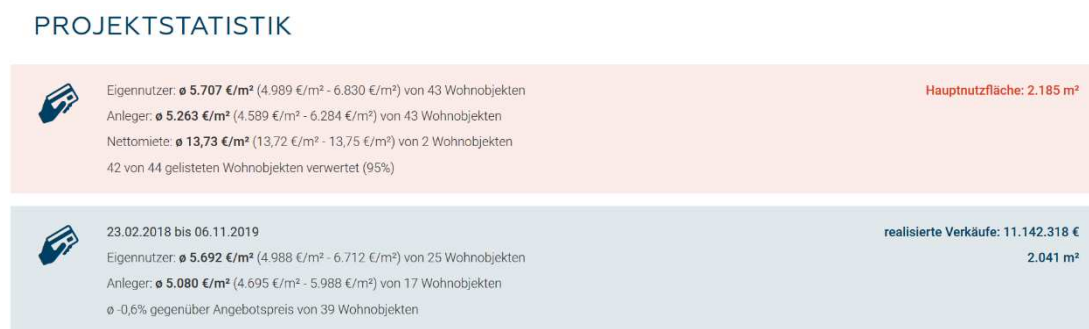 PROJEKTSTATISTIK
Eigennutzer: ø 5.707 €/m² (4.989 €/m² - 6.830 €/m²) von 43 Wohnobjekten
Hauptnutzfläche: 2.185 m²
Anleger: ø 5.263 €/m² (4.589 €/m² - 6.284 €/m²) von 43 Wohnobjekten
Nettomiete: ø 13,73 €/m² (13,72 €/m² - 13,75 €/m²) von 2 Wohnobjekten
42 von 44 gelisteten Wohnobjekten verwertet (95%)
23.02.2018 bis 06.11.2019
realisierte Verkäufe: 11.142.318 €
Eigennutzer: ø 5.692 €/m² (4.988 €/m² - 6.712 €/m²) von 25 Wohnobjekten
2.041 m²
Anleger: ø 5.080 €/m² (4.695 €/m² - 5.988 €/m²) von 17 Wohnobjekten
ø -0,6% gegenüber Angebotspreis von 39 Wohnobjekten